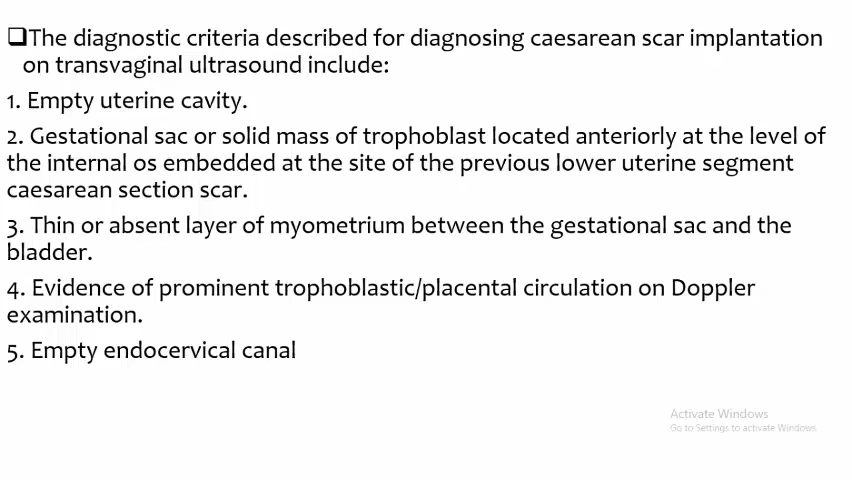 ❑The diagnostic criteria described for diagnosing caesarean scar implantation
on transvaginal ultrasound include:
1. Empty uterine cavity.
2. Gestational sac or solid mass of trophoblast located anteriorly at the level of
the internal os embedded at the site of the previous lower uterine segment
caesarean section scar.
3. Thin or absent layer of myometrium between the gestational sac and the
bladder.
4. Evidence of prominent trophoblastic/placental circulation on Doppler
examination.
5. Empty endocervical canal
Activate Windows
Go to Settings to activate Windows.